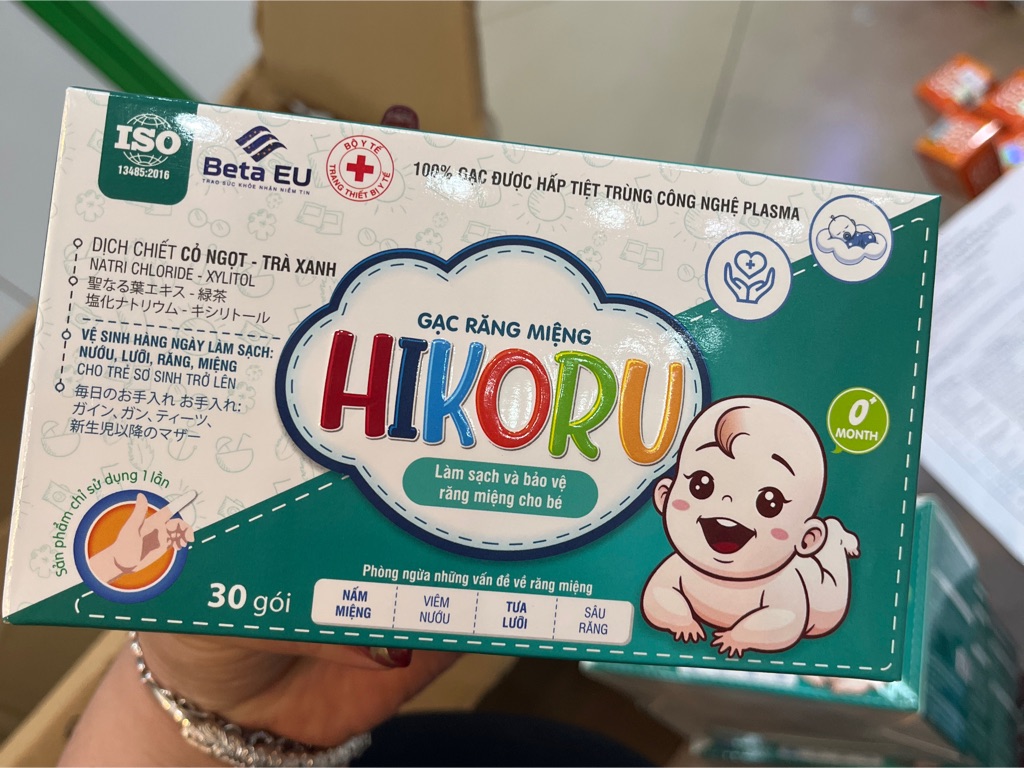 ISO
13485:2016
Beta EU
TRAO SỨC KHỎE NHẬN NIỀM TIN
BỘ Y TẾ
TRANG THIẾT BỊ Y TẾ
100% GẠC ĐƯỢC HẤP TIỆT TRÙNG CÔNG NGHỆ PLASMA
DỊCH CHIẾT CỎ NGỌT - TRÀ XANH
NATRI CHLORIDE - XYLITOL
聖なる葉エキス - 緑茶
塩化ナトリウム - キシリトール
VỆ SINH HÀNG NGÀY LÀM SẠCH:
NƯỚU, LƯỠI, RĂNG, MIỆNG
CHO TRẺ SƠ SINH TRỞ LÊN
毎日のお手入れ お手入れ:
ガイン、ガン、ティーツ、
新生児以降のマザー
Sản phẩm chỉ sử dụng 1 lần
GẠC RĂNG MIỆNG
HIKORU
Làm sạch và bảo vệ
răng miệng cho bé
0+
MONTH
30 gói
Phòng ngừa những vấn đề về răng miệng
NẤM
MIỆNG
VIÊM
NƯỚU
TƯA
LƯỠI
SÂU
RĂNG